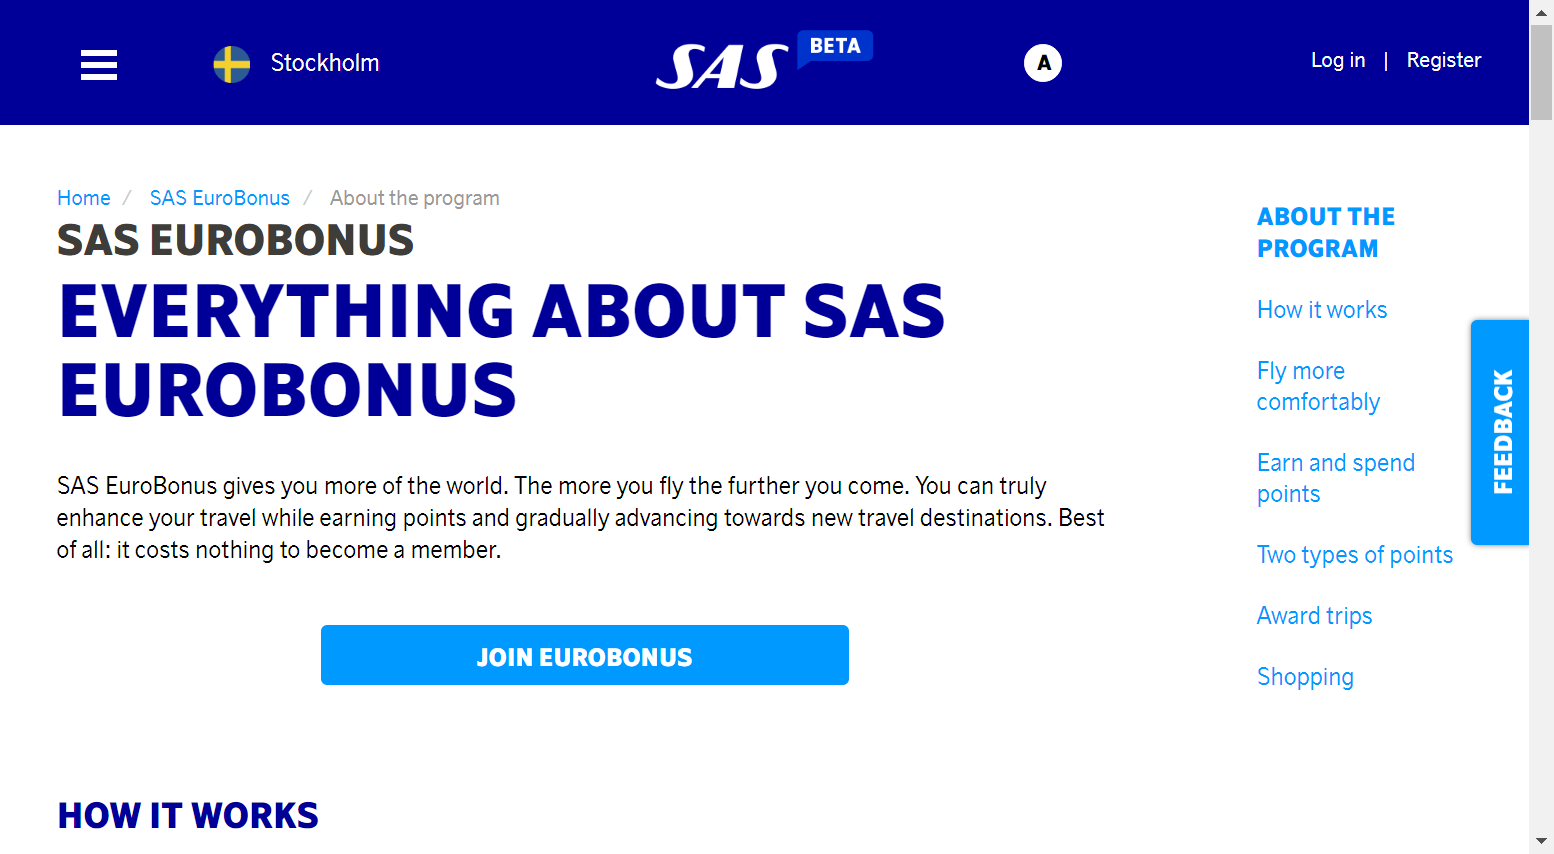 Stockholm
SAS
BETA
A
Log in | Register
Home / SAS EuroBonus / About the program
SAS EUROBONUS
EVERYTHING ABOUT SAS
EUROBONUS
SAS EuroBonus gives you more of the world. The more you fly the further you come. You can truly
enhance your travel while earning points and gradually advancing towards new travel destinations. Best
of all: it costs nothing to become a member.
JOIN EUROBONUS
HOW IT WORKS
ABOUT THE
PROGRAM
How it works
Fly more
comfortably
Earn and spend
points
Two types of points
Award trips
Shopping
FEEDBACK